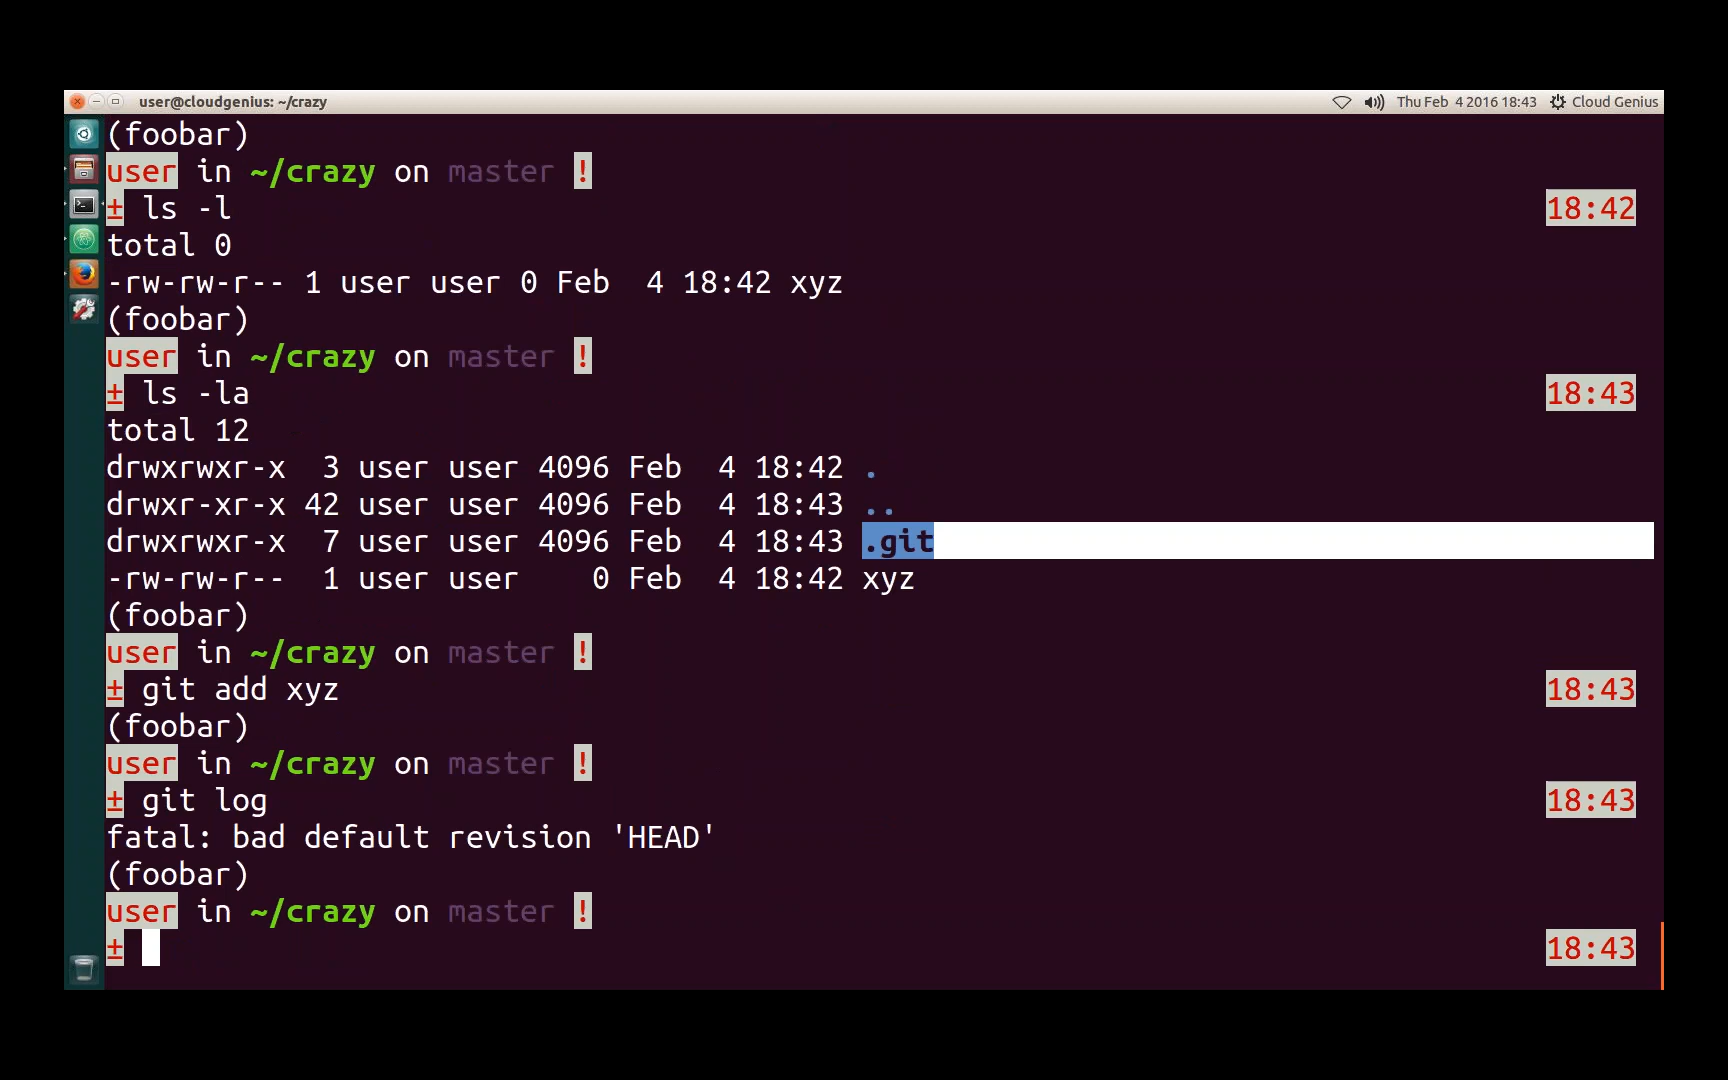 user@cloudgenius: ~/crazy Thu Feb  4 2016 18:43 Cloud Genius
(foobar)
user in ~/crazy on master !
± ls -l 18:42
total 0
-rw-rw-r-- 1 user user 0 Feb  4 18:42 xyz
(foobar)
user in ~/crazy on master !
± ls -la 18:43
total 12
drwxrwxr-x  3 user user 4096 Feb  4 18:42 .
drwxr-xr-x 42 user user 4096 Feb  4 18:43 ..
drwxrwxr-x  7 user user 4096 Feb  4 18:43 .git
-rw-rw-r--  1 user user    0 Feb  4 18:42 xyz
(foobar)
user in ~/crazy on master !
± git add xyz 18:43
(foobar)
user in ~/crazy on master !
± git log 18:43
fatal: bad default revision 'HEAD'
(foobar)
user in ~/crazy on master !
± 18:43